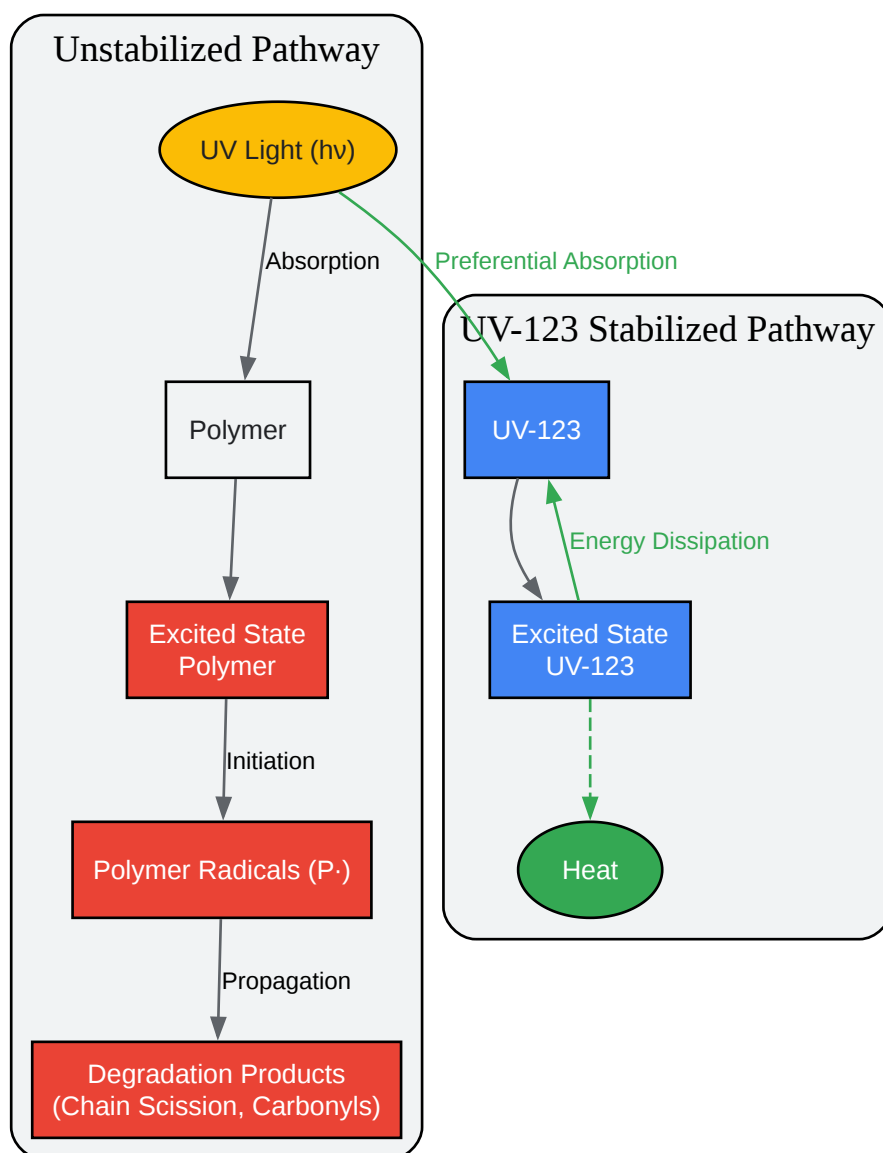 Unstabilized Pathway
UV Light (hν)
Absorption
Preferential Absorption
UV-123 Stabilized Pathway
Polymer
UV-123
Energy Dissipation
Excited State
Polymer
Excited State
UV-123
Initiation
Polymer Radicals (P·)
Heat
Propagation
Degradation Products
(Chain Scission, Carbonyls)